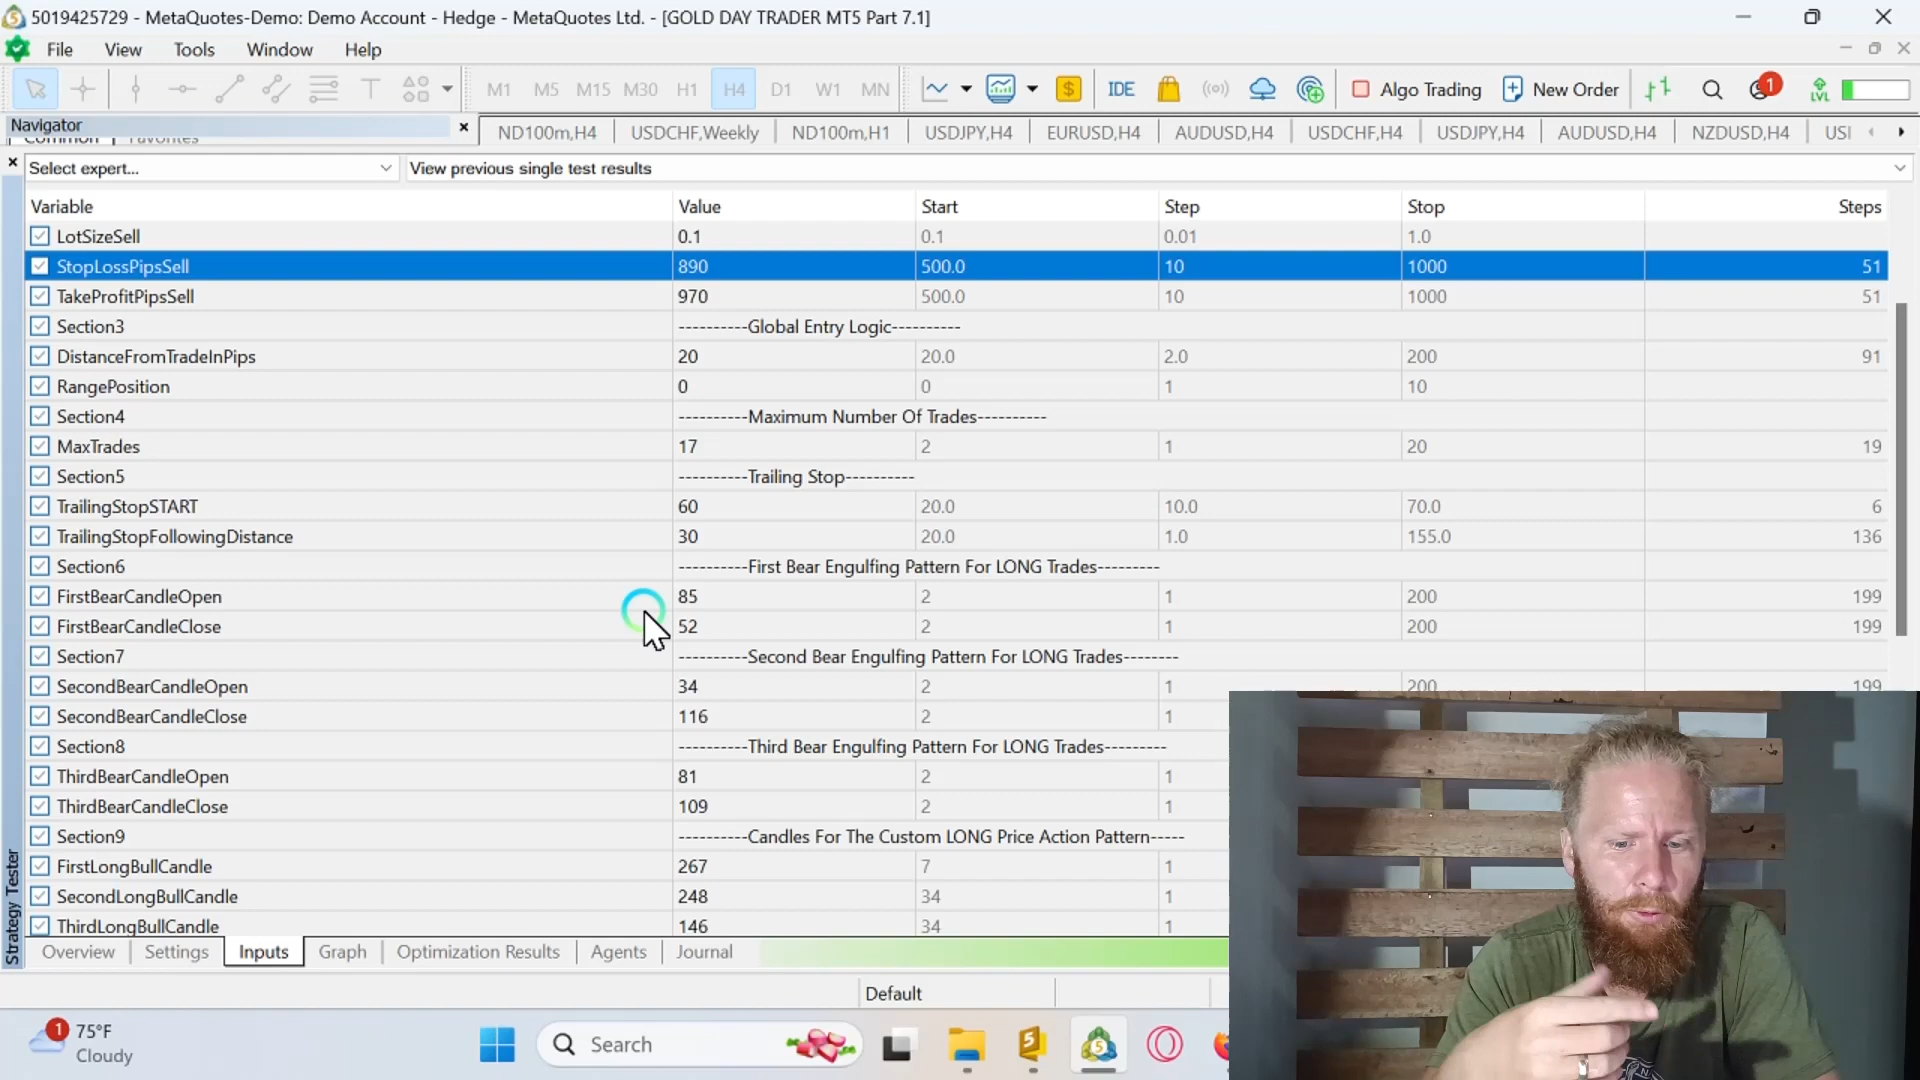 5019425729 - MetaQuotes-Demo: Demo Account - Hedge - MetaQuotes Ltd. - [GOLD DAY TRADER MT5 Part 7.1]
File View Tools Window Help
T M1 M5 M15 M30 H1 H4 D1 W1 MN $ IDE Algo Trading New Order 1 LVL
Navigator
Common Favorites
ND100m,H4 USDCHF,Weekly ND100m,H1 USDJPY,H4 EURUSD,H4 AUDUSD,H4 USDCHF,H4 USDJPY,H4 AUDUSD,H4 NZDUSD,H4
Select expert... View previous single test results
Variable Value Start Step Stop Steps
LotSizeSell 0.1 0.1 0.01 1.0
StopLossPipsSell 890 500.0 10 1000 51
TakeProfitPipsSell 970 500.0 10 1000 51
Section3 ----------Global Entry Logic----------
DistanceFromTradeInPips 20 20.0 2.0 200 91
RangePosition 0 0 1 10
Section4 ----------Maximum Number Of Trades----------
MaxTrades 17 2 1 20 19
Section5 ----------Trailing Stop----------
TrailingStopSTART 60 20.0 10.0 70.0 6
TrailingStopFollowingDistance 30 20.0 1.0 155.0 136
Section6 ----------First Bear Engulfing Pattern For LONG Trades---------
FirstBearCandleOpen 85 2 1 200 199
FirstBearCandleClose 52 2 1 200 199
Section7 ----------Second Bear Engulfing Pattern For LONG Trades--------
SecondBearCandleOpen 34 2 1 200 199
SecondBearCandleClose 116 2 1
Section8 ----------Third Bear Engulfing Pattern For LONG Trades---------
ThirdBearCandleOpen 81 2 1
ThirdBearCandleClose 109 2 1
Section9 ----------Candles For The Custom LONG Price Action Pattern-----
FirstLongBullCandle 267 7 1
SecondLongBullCandle 248 34 1
ThirdLongBullCandle 146 34 1
Strategy Tester
Overview Settings Inputs Graph Optimization Results Agents Journal
Default
1 75°F
Cloudy
Search
5
5